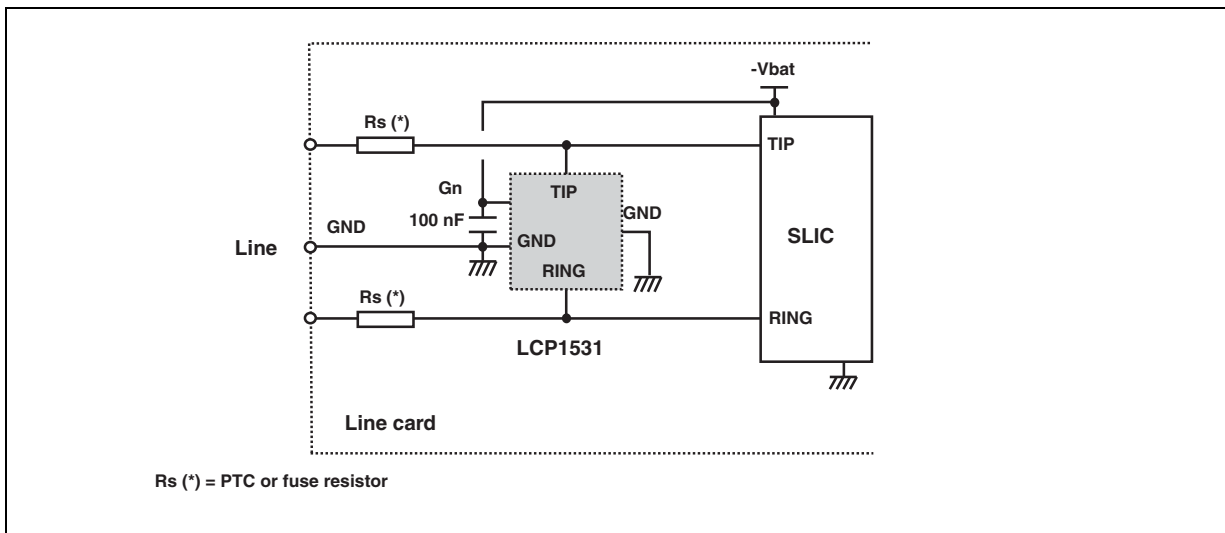 -Vbat
Rs (*)
TIP
Gn
TIP
100 nF
GND
GND
GND
SLIC
Line
RING
Rs (*)
RING
LCP1531
Line card
Rs (*) = PTC or fuse resistor